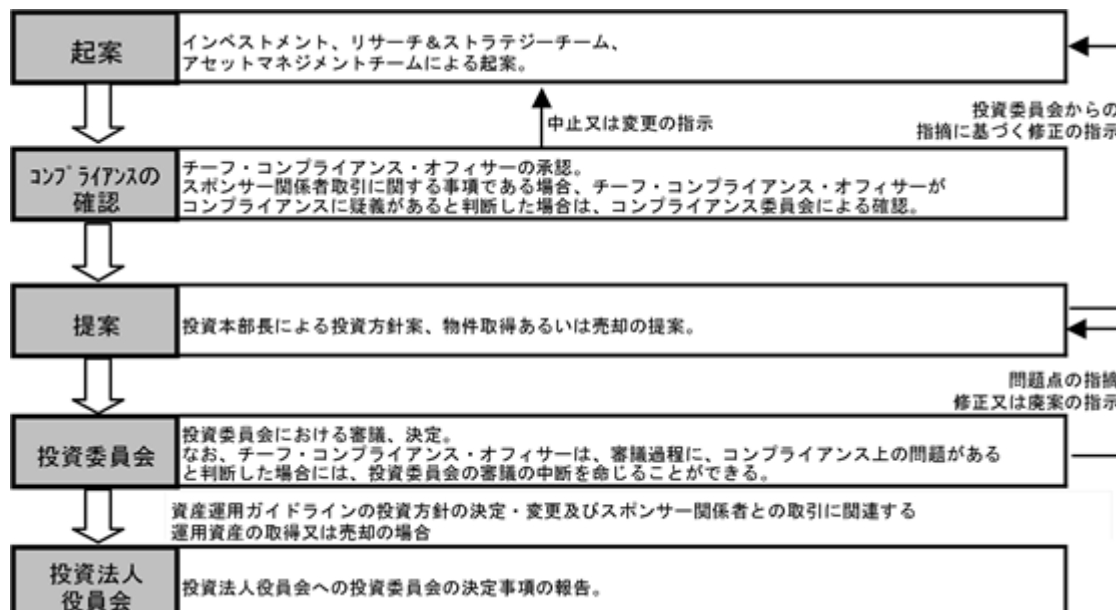 起案
インベストメント、リサーチ&ストラテジーチーム、
アセットマネジメントチームによる起案。
中止又は変更の指示
投資委員会からの
指摘に基づく修正の指示
ｺﾝﾌﾟﾗｲｱﾝｽの
確認
チーフ・コンプライアンス・オフィサーの承認。
スポンサー関係者取引に関する事項である場合、チーフ・コンプライアンス・オフィサーが
コンプライアンスに疑義があると判断した場合は、コンプライアンス委員会による確認。
提案
投資本部長による投資方針案、物件取得あるいは売却の提案。
問題点の指摘
修正又は廃案の指示
投資委員会
投資委員会における審議、決定。
なお、チーフ・コンプライアンス・オフィサーは、審議過程に、コンプライアンス上の問題がある
と判断した場合には、投資委員会の審議の中断を命じることができる。
資産運用ガイドラインの投資方針の決定・変更及びスポンサー関係者との取引に関連する
運用資産の取得又は売却の場合
投資法人
役員会
投資法人役員会への投資委員会の決定事項の報告。